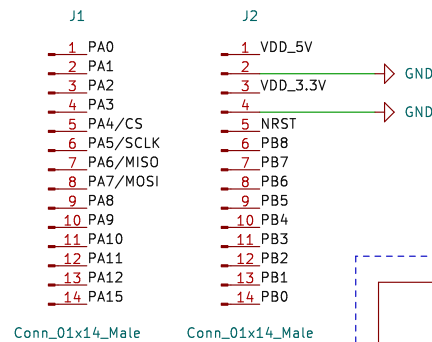 J1
1 PA0
2 PA1
3 PA2
4 PA3
5 PA4/CS
6 PA5/SCLK
7 PA6/MISO
8 PA7/MOSI
9 PA8
10 PA9
11 PA10
12 PA11
13 PA12
14 PA15
Conn_01x14_Male
J2
1 VDD_5V
2 GND
3 VDD_3.3V
4 GND
5 NRST
6 PB8
7 PB7
8 PB6
9 PB5
10 PB4
11 PB3
12 PB2
13 PB1
14 PB0
Conn_01x14_Male